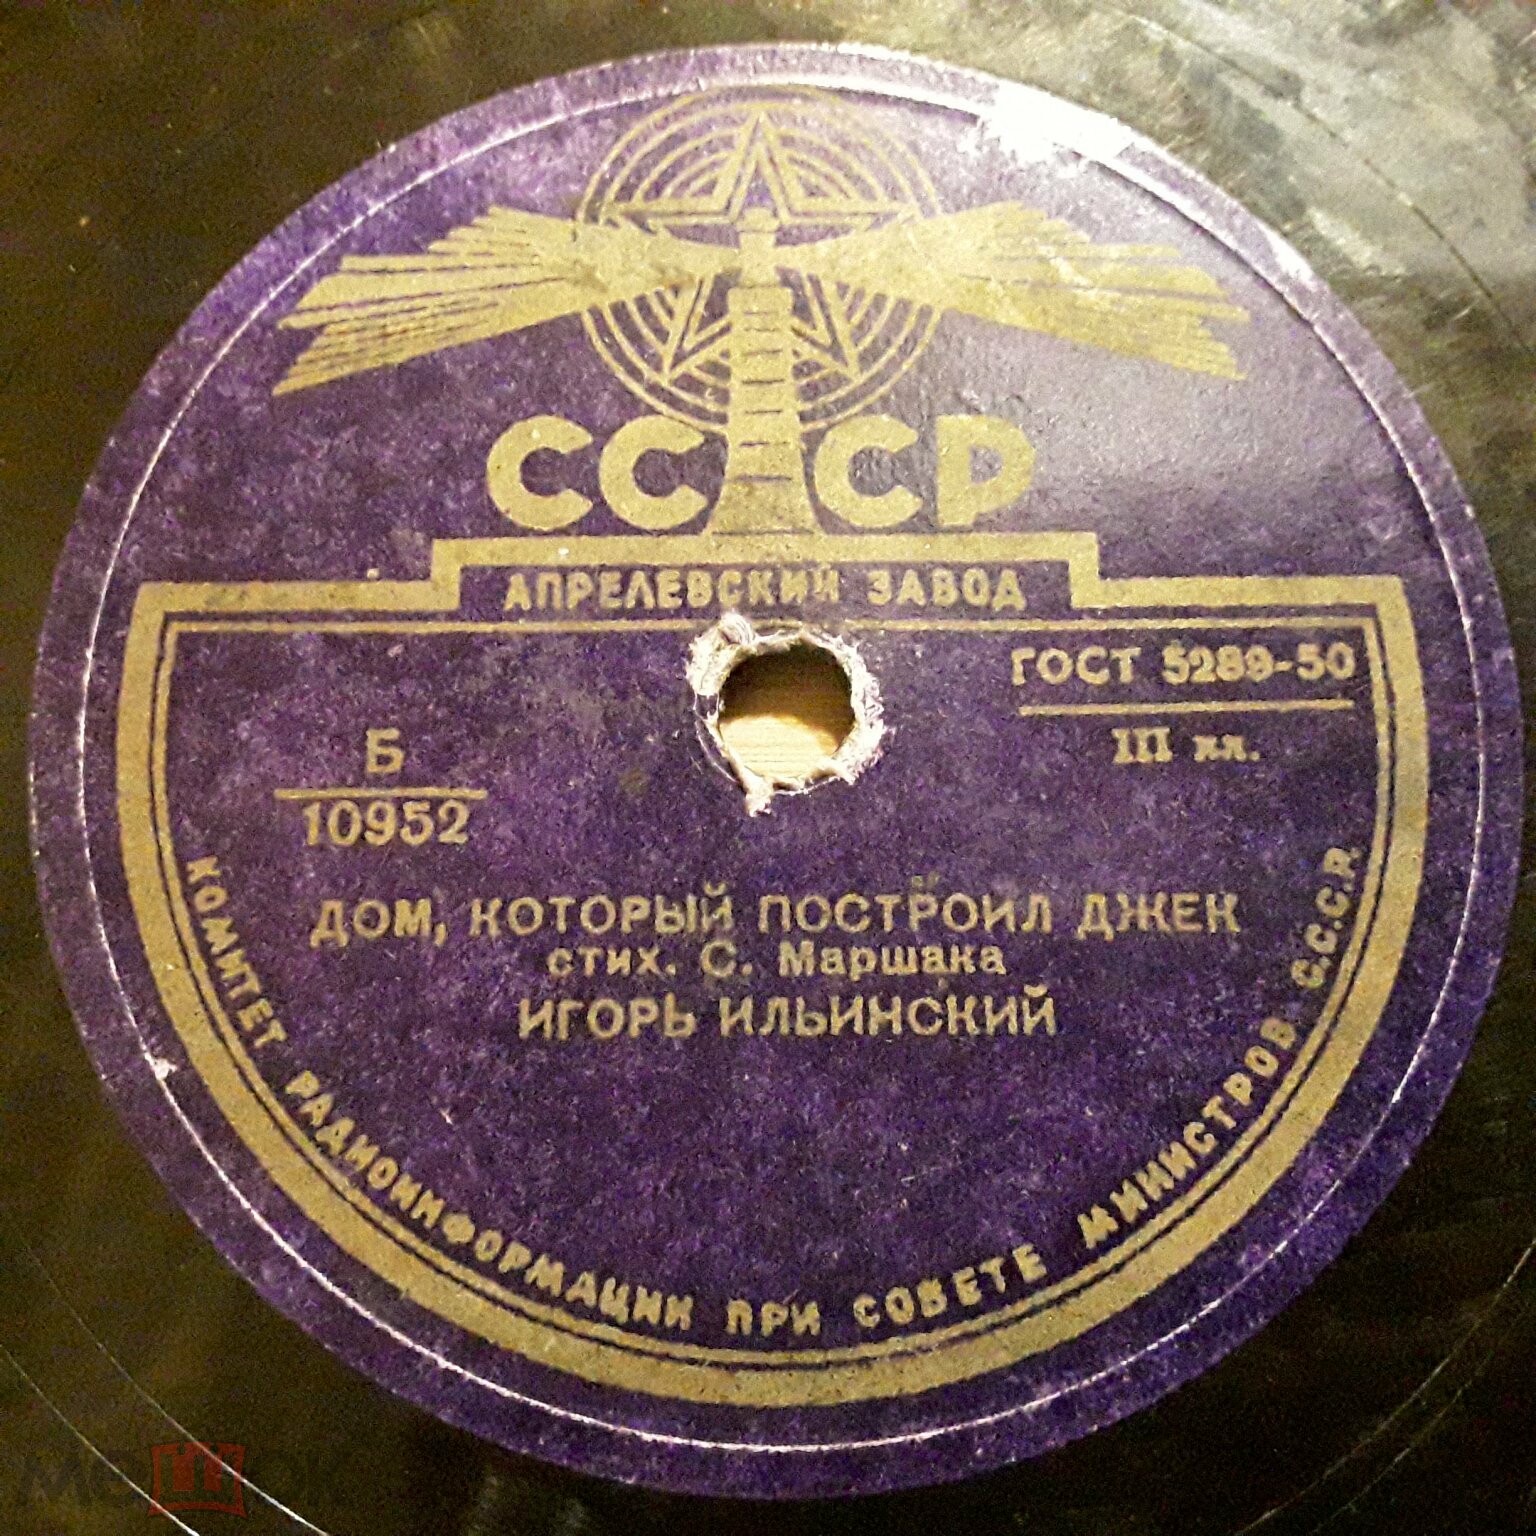 СССР
АПРЕЛЕВСКИЙ ЗАВОД
ГОСТ 5289-50
III кл.
Б
10952
ДОМ, КОТОРЫЙ ПОСТРОИЛ ДЖЕК
стих. С. Маршака
ИГОРЬ ИЛЬИНСКИЙ
КОМИТЕТ РАДИОИНФОРМАЦИИ ПРИ СОВЕТЕ МИНИСТРОВ С.С.С.Р.
мешок